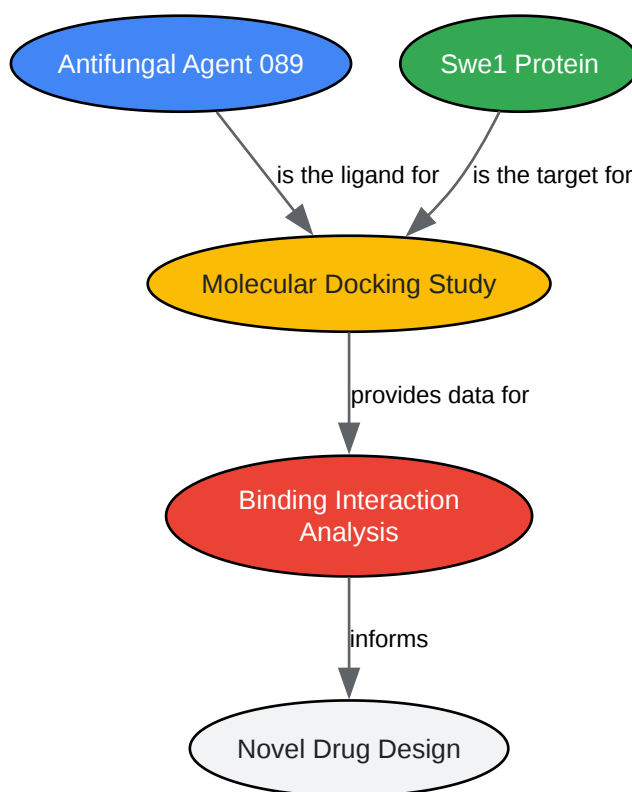 Antifungal Agent 089
Swe1 Protein
is the ligand for
is the target for
Molecular Docking Study
provides data for
Binding Interaction
Analysis
informs
Novel Drug Design